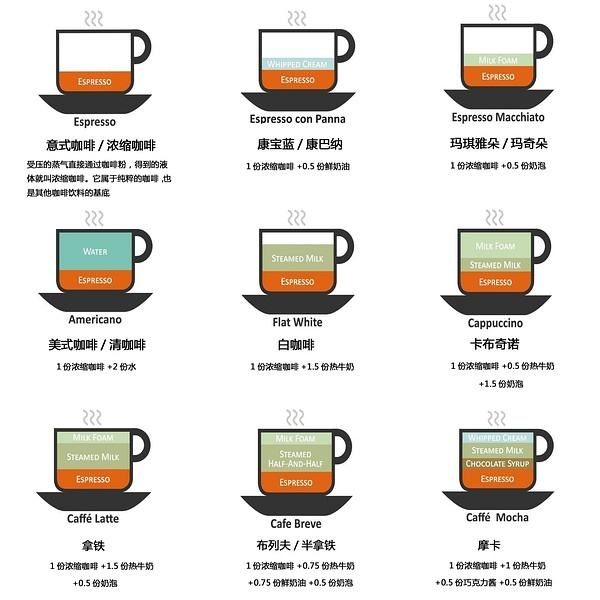 Espresso
Espresso
意式咖啡 / 浓缩咖啡
受压的蒸气直接通过咖啡粉，得到的液
体就叫浓缩咖啡。它属于纯粹的咖啡 ,也
是其他咖啡饮料的基底
Whipped Cream
Espresso
Espresso con Panna
康宝蓝 / 康巴纳
1 份浓缩咖啡 +0.5 份鲜奶油
Milk Foam
Espresso
Espresso Macchiato
玛琪雅朵 / 玛奇朵
1 份浓缩咖啡 +0.5 份奶泡
Water
Espresso
Americano
美式咖啡 / 清咖啡
1 份浓缩咖啡 +2 份水
Steamed Milk
Espresso
Flat White
白咖啡
1 份浓缩咖啡 +1.5 份热牛奶
Milk Foam
Steamed Milk
Espresso
Cappuccino
卡布奇诺
1 份浓缩咖啡 +0.5 份热牛奶
+1.5 份奶泡
Milk Foam
Steamed Milk
Espresso
Caffé Latte
拿铁
1 份浓缩咖啡 +1.5 份热牛奶
+0.5 份奶泡
Milk Foam
Steamed
Half-And-Half
Espresso
Cafe Breve
布列夫 / 半拿铁
1 份浓缩咖啡 +0.75 份热牛奶
+0.75 份鲜奶油 +0.5 份奶泡
Whipped Cream
Steamed Milk
Chocolate Syrup
Espresso
Caffé Mocha
摩卡
1 份浓缩咖啡 +1 份热牛奶
+0.5 份巧克力酱 +0.5 份鲜奶油